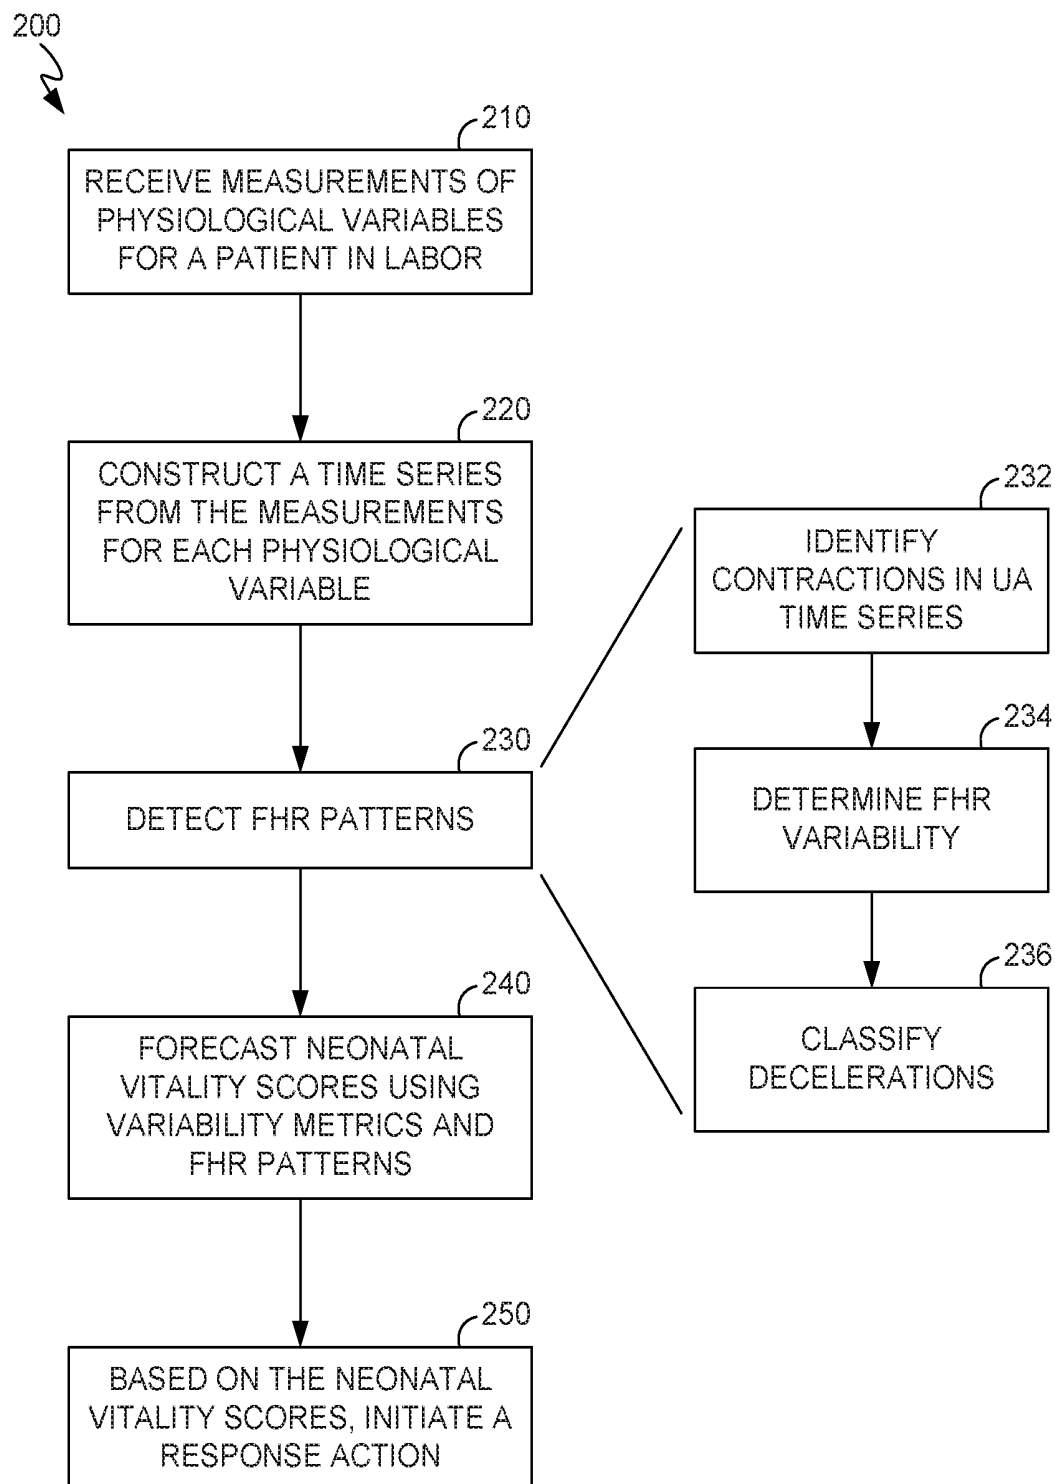 200
210
RECEIVE MEASUREMENTS OF
PHYSIOLOGICAL VARIABLES
FOR A PATIENT IN LABOR
220
CONSTRUCT A TIME SERIES
FROM THE MEASUREMENTS
FOR EACH PHYSIOLOGICAL
VARIABLE
230
DETECT FHR PATTERNS
232
IDENTIFY
CONTRACTIONS IN UA
TIME SERIES
234
DETERMINE FHR
VARIABILITY
236
CLASSIFY
DECELERATIONS
240
FORECAST NEONATAL
VITALITY SCORES USING
VARIABILITY METRICS AND
FHR PATTERNS
250
BASED ON THE NEONATAL
VITALITY SCORES, INITIATE A
RESPONSE ACTION